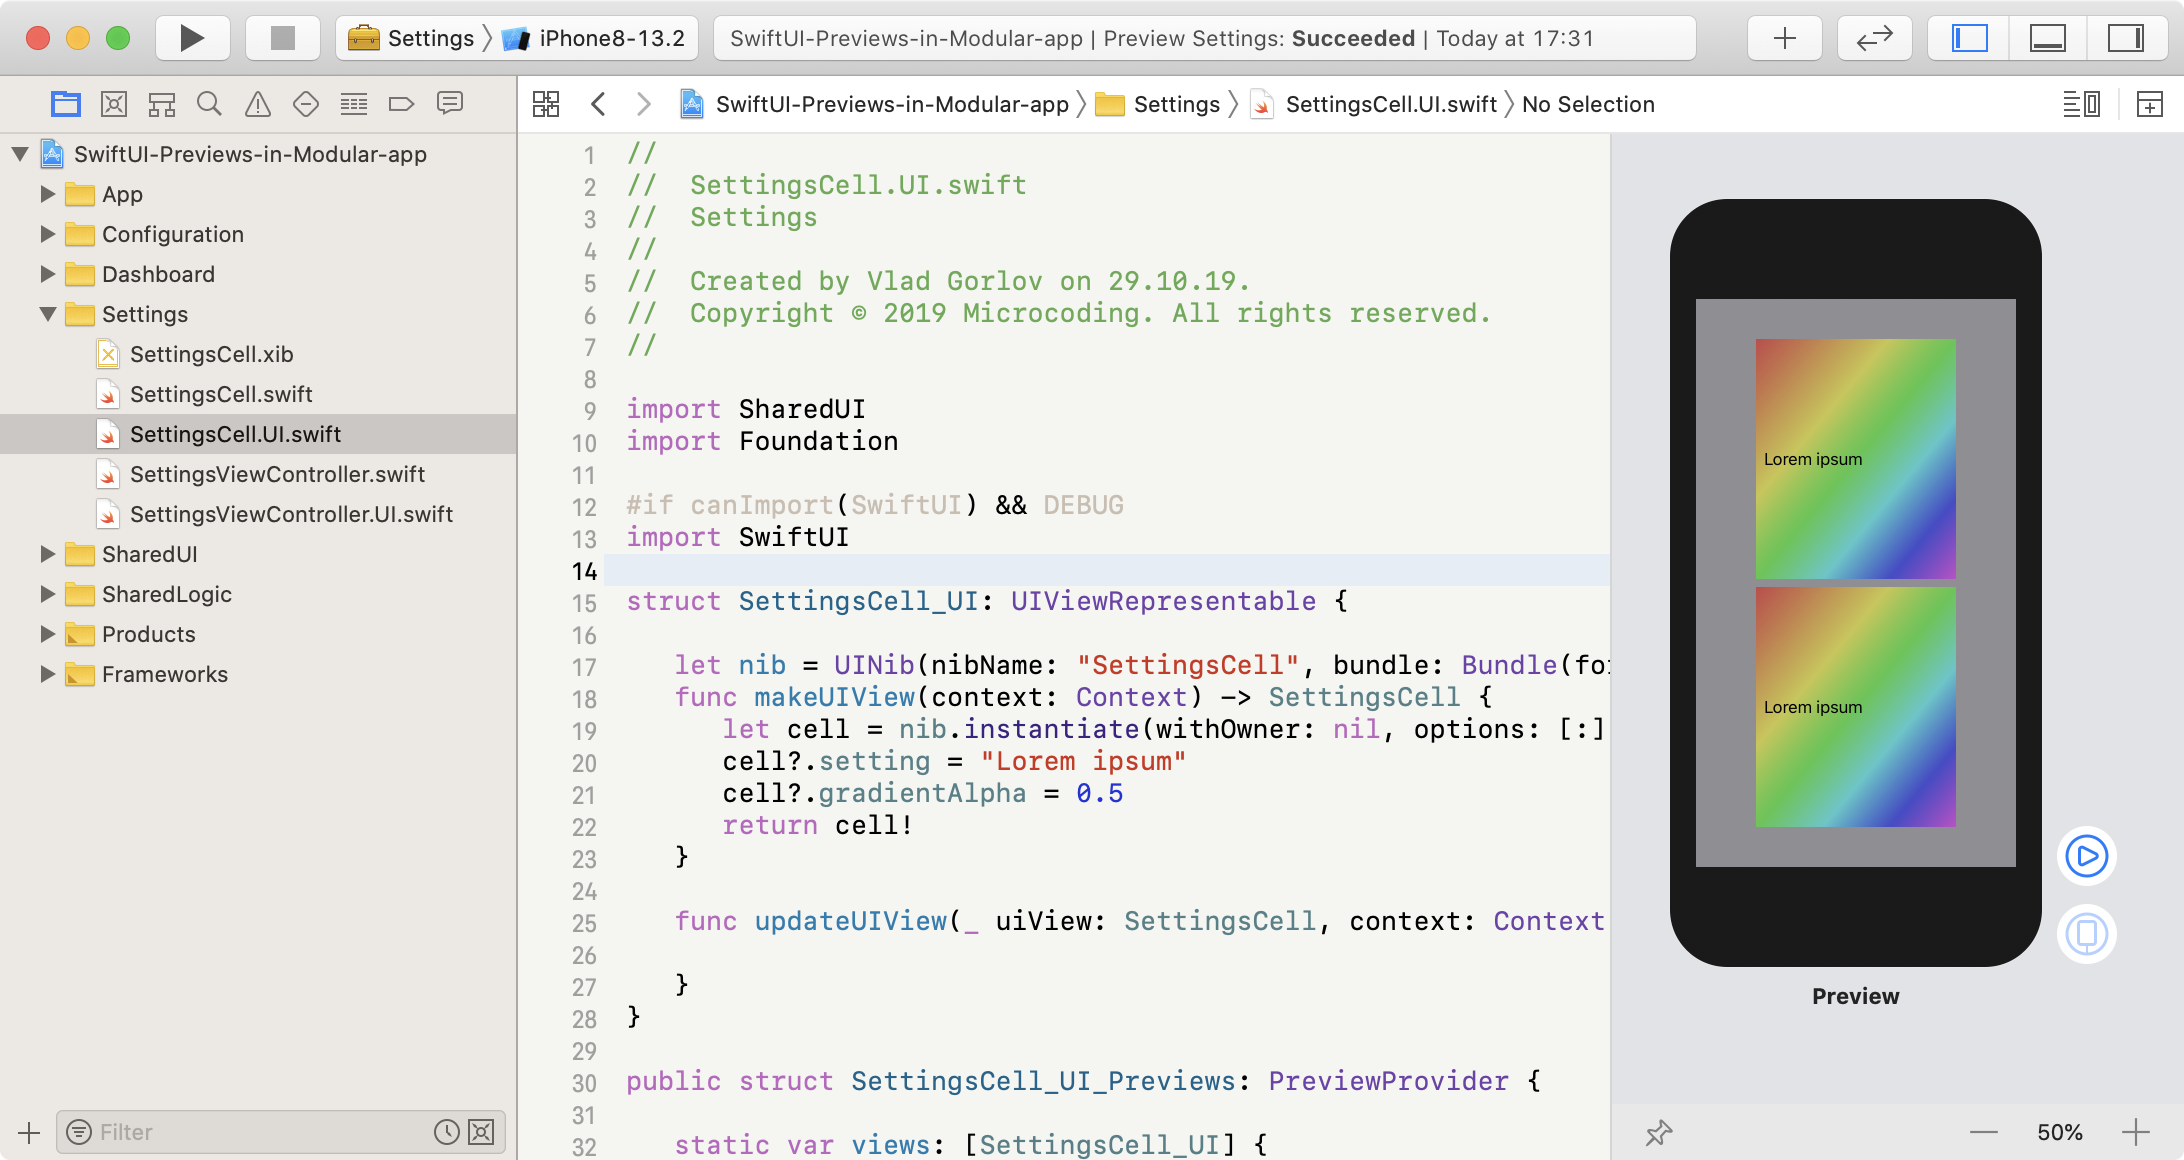 Settings iPhone8-13.2
SwiftUI-Previews-in-Modular-app | Preview Settings: Succeeded | Today at 17:31
SwiftUI-Previews-in-Modular-app Settings SettingsCell.UI.swift No Selection
SwiftUI-Previews-in-Modular-app
App
Configuration
Dashboard
Settings
SettingsCell.xib
SettingsCell.swift
SettingsCell.UI.swift
SettingsViewController.swift
SettingsViewController.UI.swift
SharedUI
SharedLogic
Products
Frameworks
Filter
1 //
2 //  SettingsCell.UI.swift
3 //  Settings
4 //
5 //  Created by Vlad Gorlov on 29.10.19.
6 //  Copyright © 2019 Microcoding. All rights reserved.
7 //
8
9 import SharedUI
10 import Foundation
11
12 #if canImport(SwiftUI) && DEBUG
13 import SwiftUI
14
15 struct SettingsCell_UI: UIViewRepresentable {
16
17    let nib = UINib(nibName: "SettingsCell", bundle: Bundle(for
18    func makeUIView(context: Context) -> SettingsCell {
19       let cell = nib.instantiate(withOwner: nil, options: [:]
20       cell?.setting = "Lorem ipsum"
21       cell?.gradientAlpha = 0.5
22       return cell!
23    }
24
25    func updateUIView(_ uiView: SettingsCell, context: Context
26
27    }
28 }
29
30 public struct SettingsCell_UI_Previews: PreviewProvider {
31
32    static var views: [SettingsCell_UI] {
Lorem ipsum
Lorem ipsum
Preview
50%